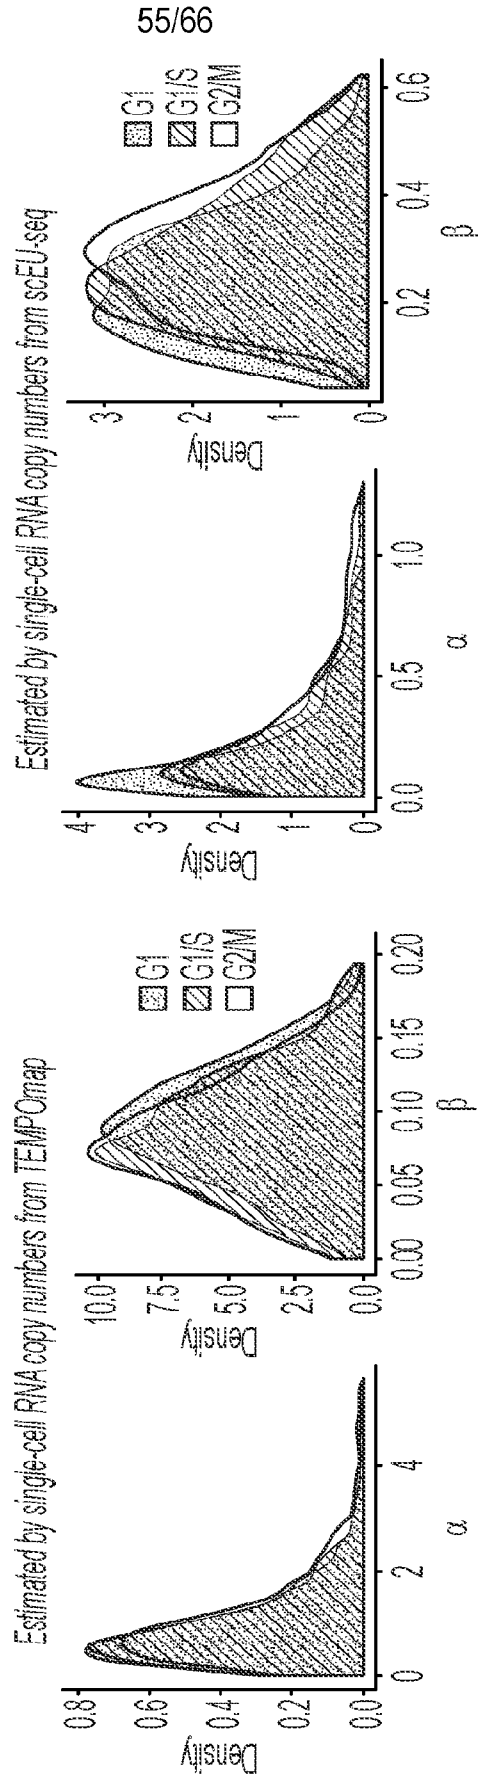 55/66
Estimated by single-cell RNA copy numbers from TEMPOmap
Density
0.8
0.6
0.4
0.2
0.0
0
2
4
α
Density
10.0
7.5
5.0
2.5
0.0
0.00
0.05
0.10
0.15
0.20
β
G1
G1/S
G2/M
Estimated by single-cell RNA copy numbers from scEU-seq
Density
4
3
2
1
0
0.0
0.5
1.0
α
Density
3
2
1
0
0.2
0.4
0.6
β
G1
G1/S
G2/M